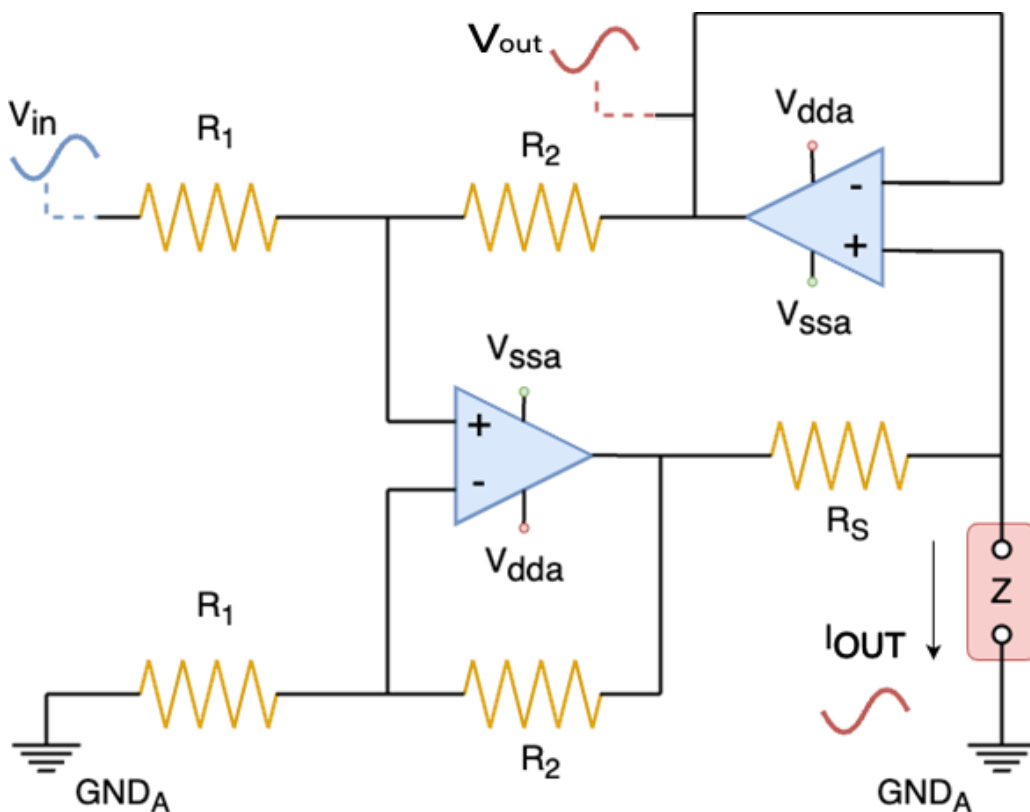 Vout
Vin
R1
R2
Vdda
-
+
Vssa
Vssa
+
-
Vdda
RS
Z
IOUT
R1
R2
GNDA
GNDA